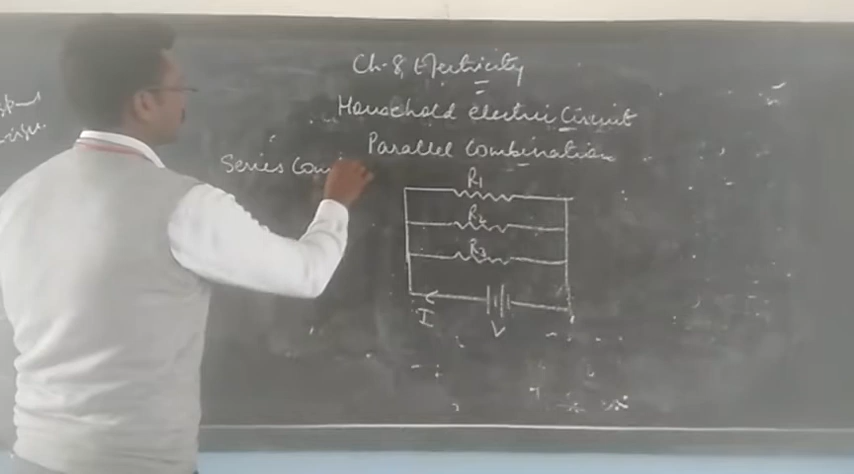 Ch-8, Electricity
Household electric Circuit
Parallel Combination
Series Com
R1
R2
R3
I
V